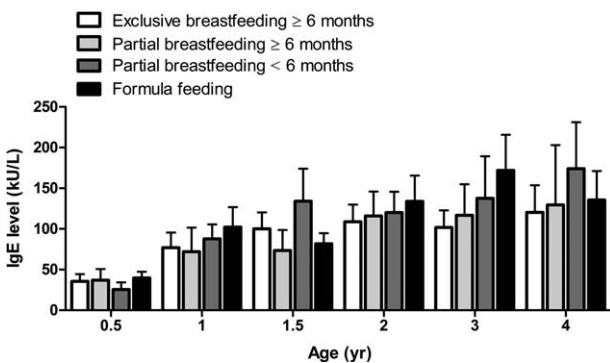 Exclusive breastfeeding ≥ 6 months
Partial breastfeeding ≥ 6 months
Partial breastfeeding < 6 months
Formula feeding
IgE level (kU/L)
250
200
150
100
50
0
0.5 1 1.5 2 3 4
Age (yr)